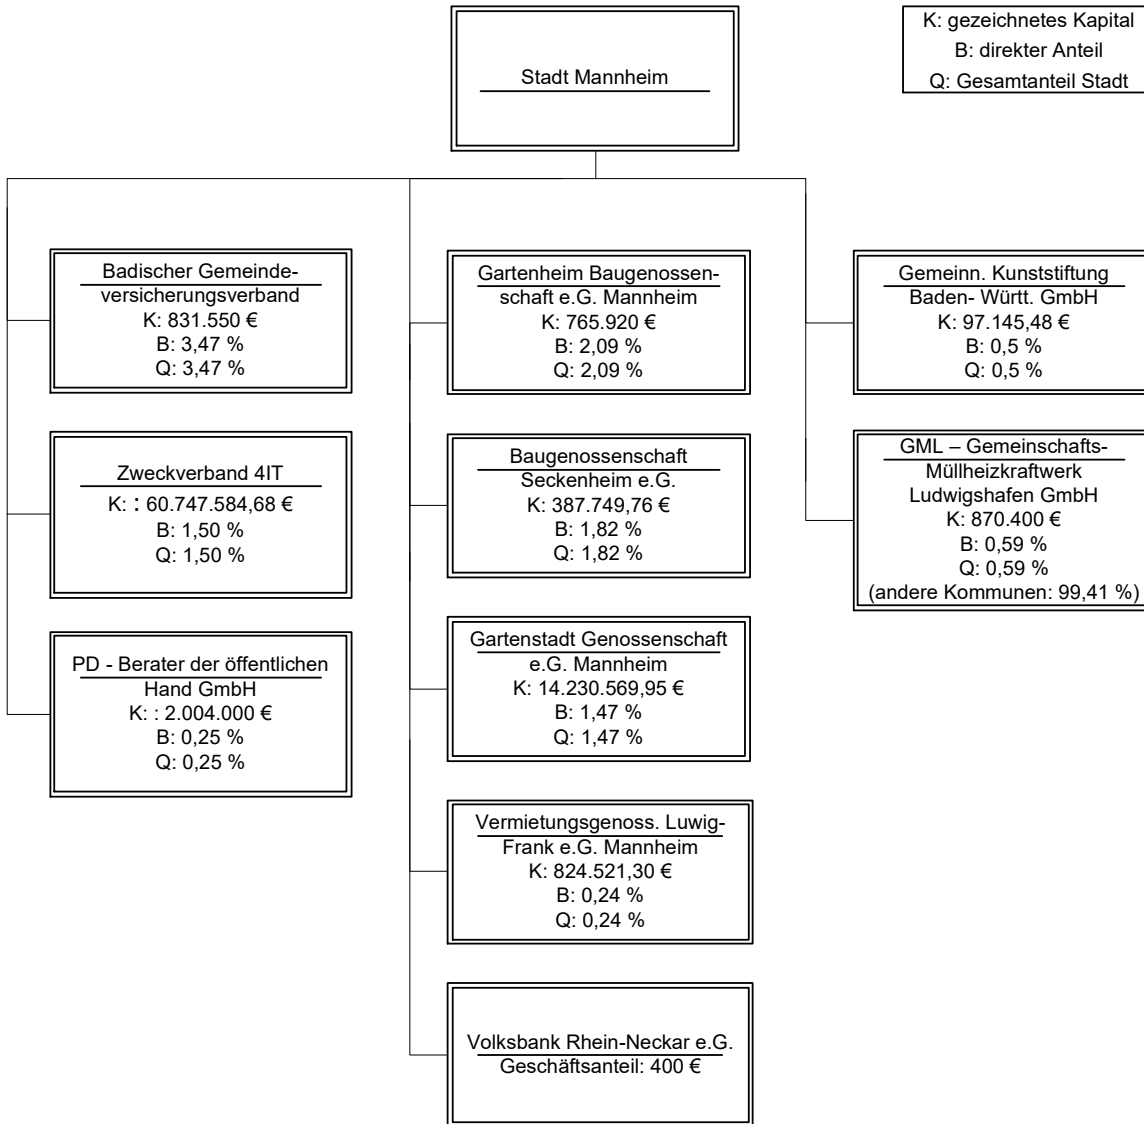 Stadt Mannheim
K: gezeichnetes Kapital
B: direkter Anteil
Q: Gesamtanteil Stadt
Badischer Gemeinde-
versicherungsverband
K: 831.550 €
B: 3,47 %
Q: 3,47 %
Zweckverband 4IT
K: : 60.747.584,68 €
B: 1,50 %
Q: 1,50 %
PD - Berater der öffentlichen
Hand GmbH
K: : 2.004.000 €
B: 0,25 %
Q: 0,25 %
Gartenheim Baugenossen-
schaft e.G. Mannheim
K: 765.920 €
B: 2,09 %
Q: 2,09 %
Baugenossenschaft
Seckenheim e.G.
K: 387.749,76 €
B: 1,82 %
Q: 1,82 %
Gartenstadt Genossenschaft
e.G. Mannheim
K: 14.230.569,95 €
B: 1,47 %
Q: 1,47 %
Vermietungsgenoss. Luwig-
Frank e.G. Mannheim
K: 824.521,30 €
B: 0,24 %
Q: 0,24 %
Volksbank Rhein-Neckar e.G.
Geschäftsanteil: 400 €
Gemeinn. Kunststiftung
Baden- Württ. GmbH
K: 97.145,48 €
B: 0,5 %
Q: 0,5 %
GML – Gemeinschafts-
Müllheizkraftwerk
Ludwigshafen GmbH
K: 870.400 €
B: 0,59 %
Q: 0,59 %
(andere Kommunen: 99,41 %)